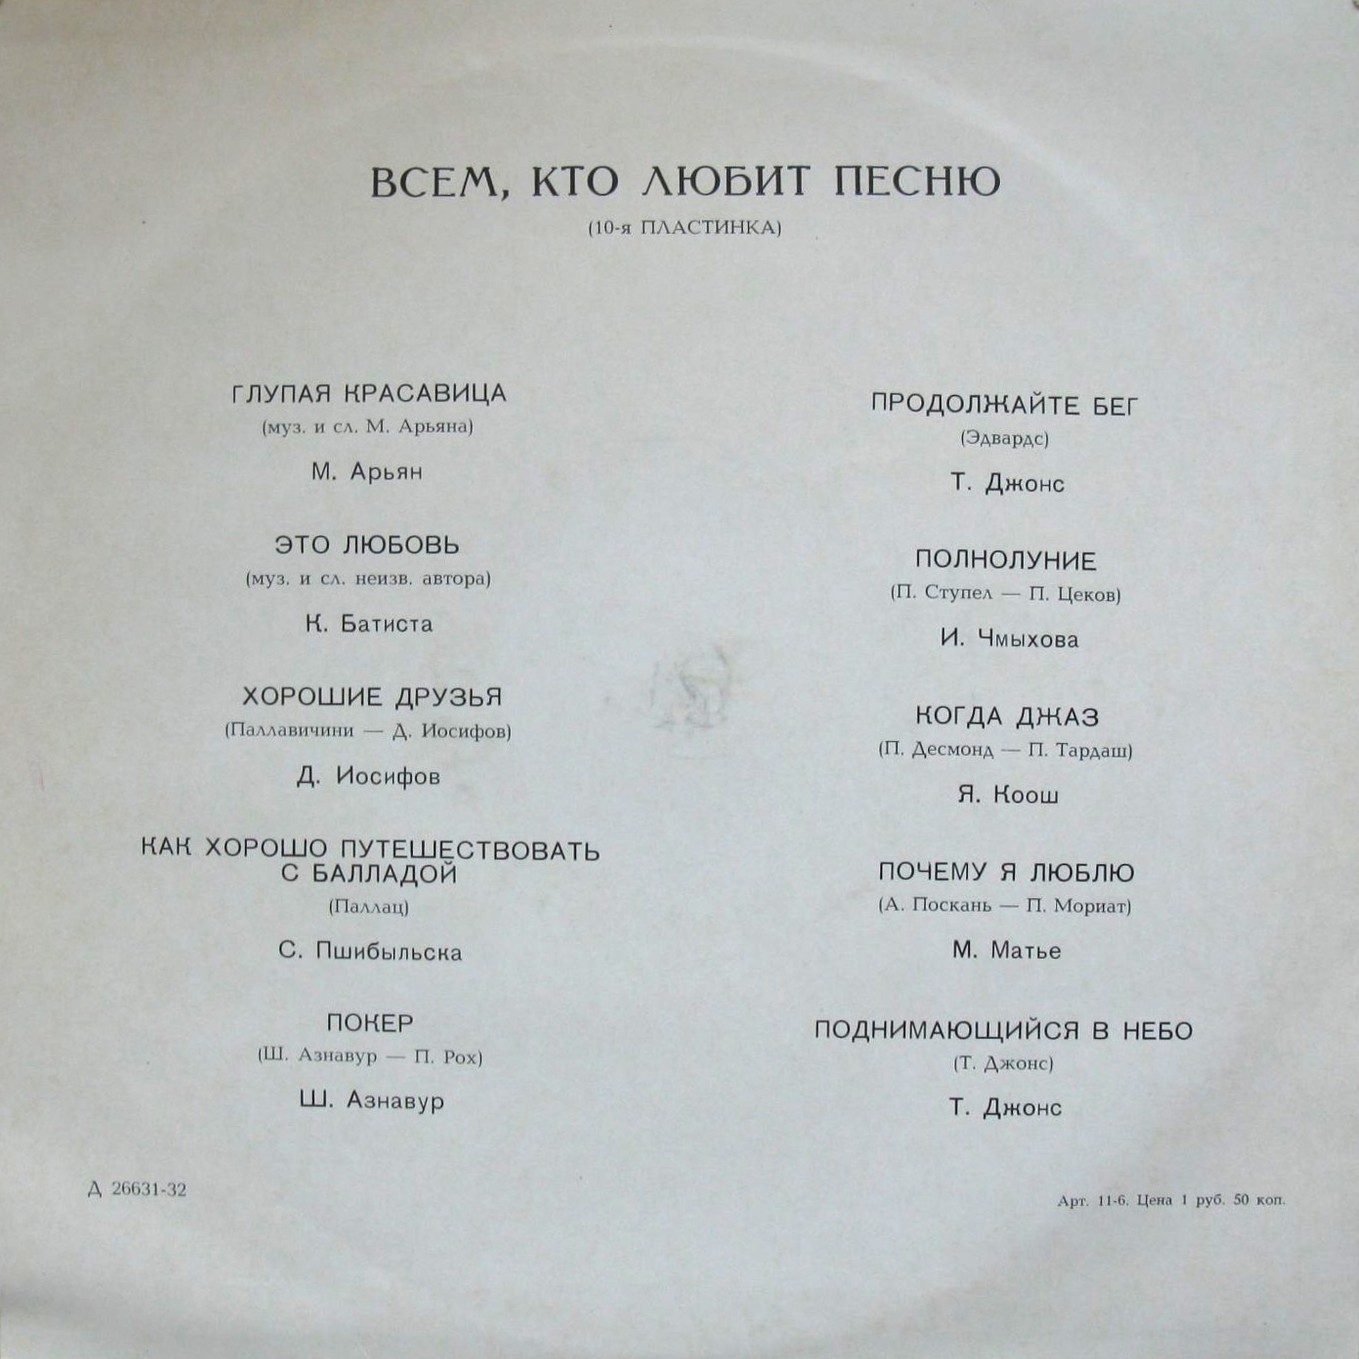 ВСЕМ, КТО ЛЮБИТ ПЕСНЮ
(10-я ПЛАСТИНКА)
ГЛУПАЯ КРАСАВИЦА
(муз. и сл. М. Арьяна)
М. Арьян
ЭТО ЛЮБОВЬ
(муз. и сл. неизв. автора)
К. Батиста
ХОРОШИЕ ДРУЗЬЯ
(Паллавичини — Д. Иосифов)
Д. Иосифов
КАК ХОРОШО ПУТЕШЕСТВОВАТЬ
С БАЛЛАДОЙ
(Паллац)
С. Пшибыльска
ПОКЕР
(Ш. Азнавур — П. Рох)
Ш. Азнавур
ПРОДОЛЖАЙТЕ БЕГ
(Эдвардс)
Т. Джонс
ПОЛНОЛУНИЕ
(П. Ступел — П. Цеков)
И. Чмыхова
КОГДА ДЖАЗ
(П. Десмонд — П. Тардаш)
Я. Коош
ПОЧЕМУ Я ЛЮБЛЮ
(А. Поскань — П. Мориат)
М. Матье
ПОДНИМАЮЩИЙСЯ В НЕБО
(Т. Джонс)
Т. Джонс
Д 26631-32
Арт. 11-6. Цена 1 руб. 50 коп.